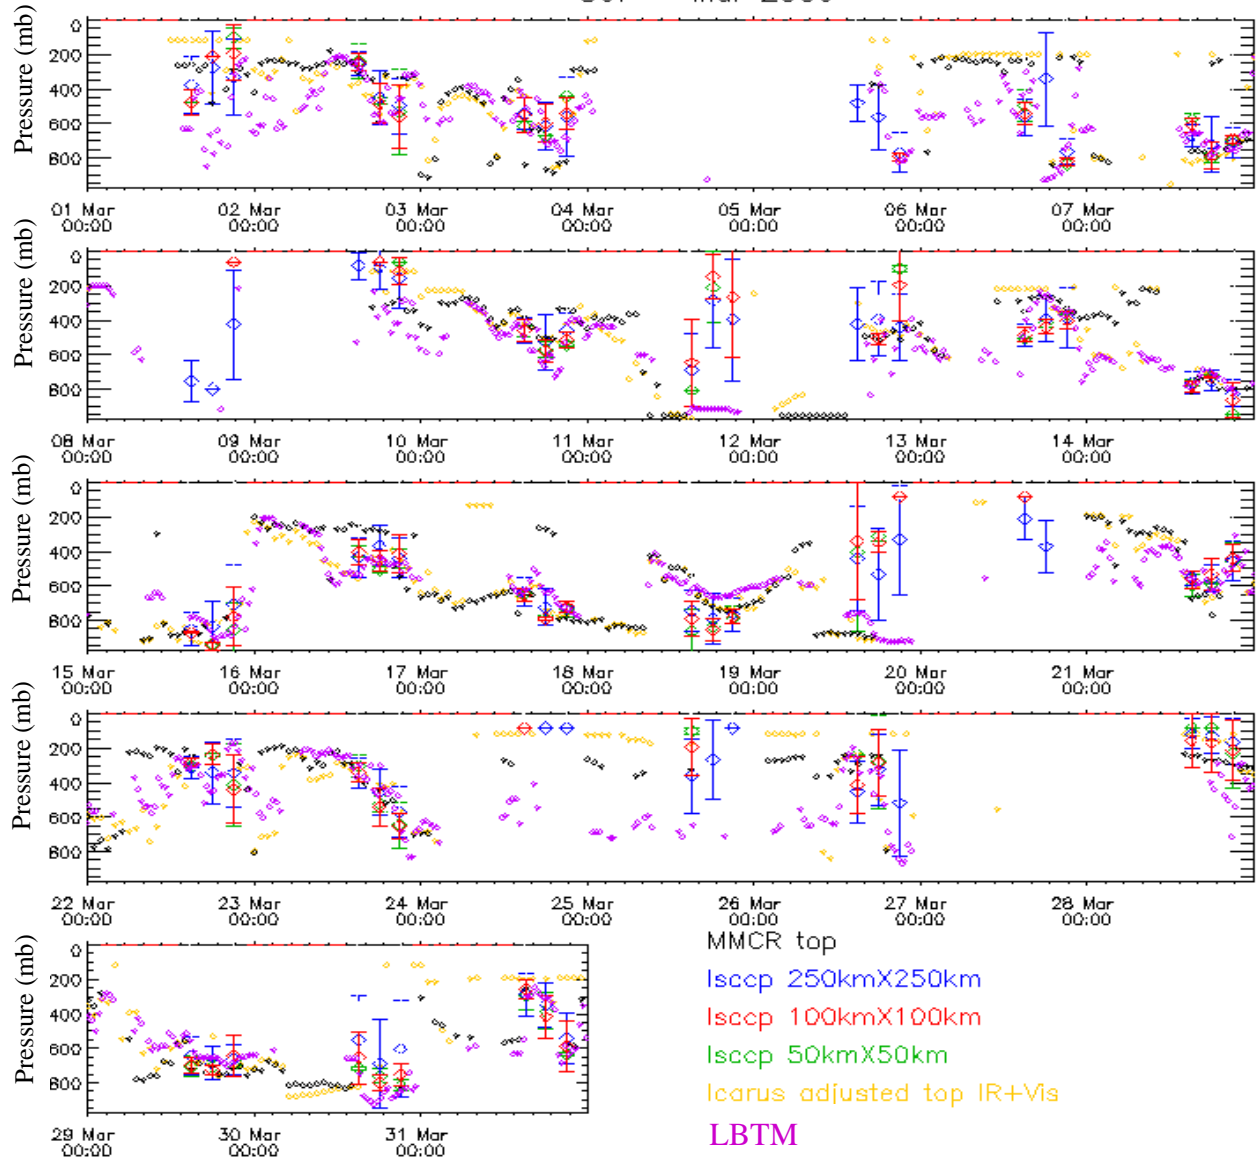 Pressure (mb)
0
200
400
600
800
01 Mar 02 Mar 03 Mar 04 Mar 05 Mar 06 Mar 07 Mar
00:00 00:00 00:00 00:00 00:00 00:00 00:00
Pressure (mb)
0
200
400
600
800
08 Mar 09 Mar 10 Mar 11 Mar 12 Mar 13 Mar 14 Mar
00:00 00:00 00:00 00:00 00:00 00:00 00:00
Pressure (mb)
0
200
400
600
800
15 Mar 16 Mar 17 Mar 18 Mar 19 Mar 20 Mar 21 Mar
00:00 00:00 00:00 00:00 00:00 00:00 00:00
Pressure (mb)
0
200
400
600
800
22 Mar 23 Mar 24 Mar 25 Mar 26 Mar 27 Mar 28 Mar
00:00 00:00 00:00 00:00 00:00 00:00 00:00
Pressure (mb)
0
200
400
600
800
29 Mar 30 Mar 31 Mar
00:00 00:00 00:00
MMCR top
Isccp 250kmX250km
Isccp 100kmX100km
Isccp 50kmX50km
Icarus adjusted top IR+Vis
LBTM